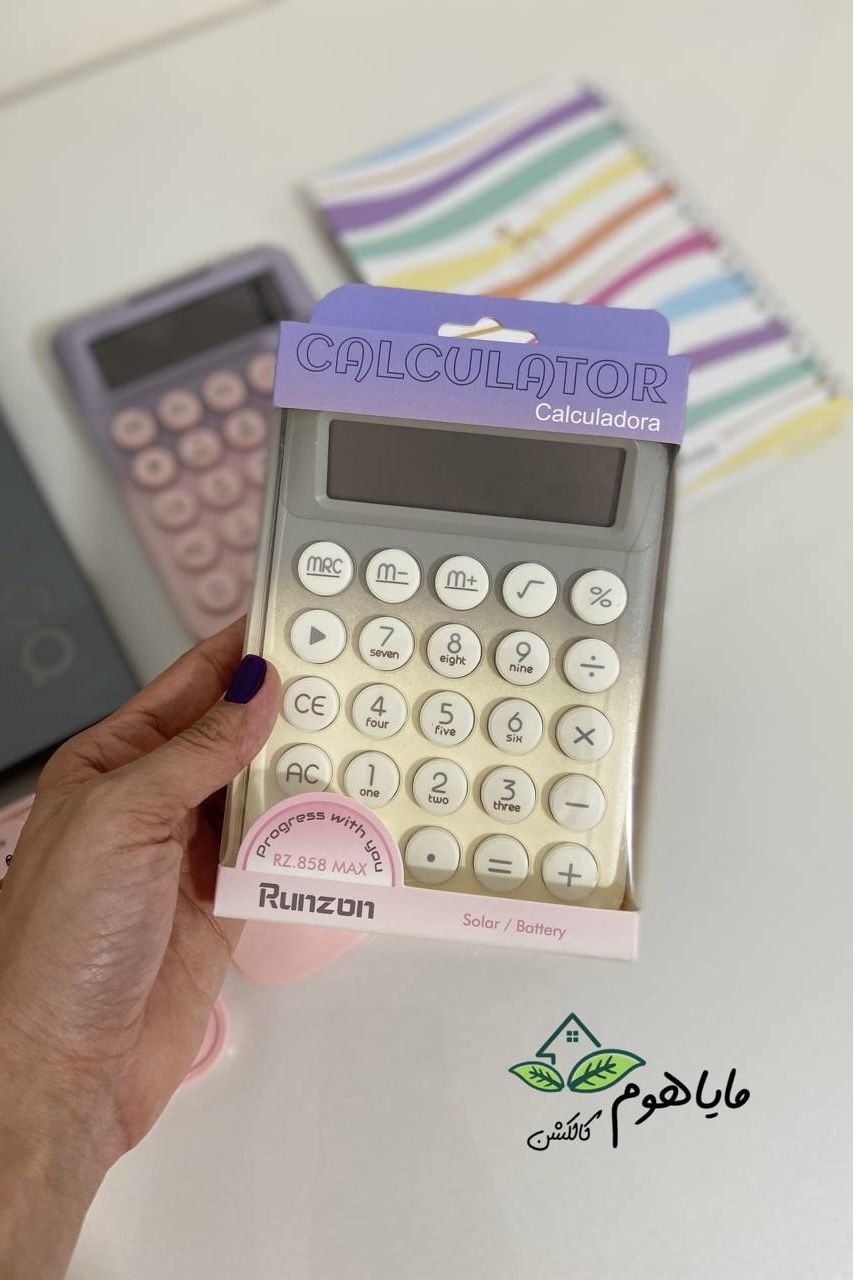 CALCULATOR
Calculadora
MRC M- M+ √ %
▶ 7 8 9 ÷
seven eight nine
CE 4 5 6 ×
four five six
AC 1 2 3 −
one two three
• = +
Progress with you
RZ.858 MAX
Runzon
Solar / Battery
مایاهوم
کالکشن